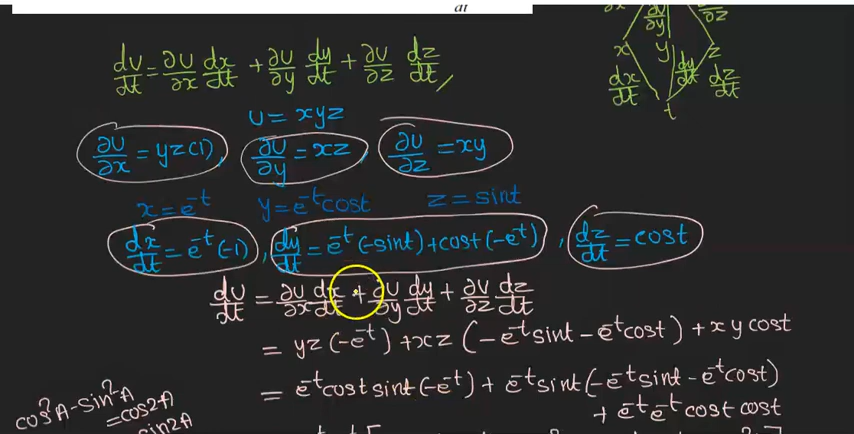 dt
dU/dt = ∂U/∂x dx/dt + ∂U/∂y dy/dt + ∂U/∂z dz/dt,
∂U/∂y
∂z
x y z
dx/dt dy/dt dz/dt
t
U = xyz
∂U/∂x = yz(1), ∂U/∂y = xz, ∂U/∂z = xy
x = e^-t y = e^-t cost z = sint
dx/dt = e^-t (-1), dy/dt = e^-t (-sint) + cost (-e^-t), dz/dt = cost
dU/dt = ∂U/∂x dx/dt + ∂U/∂y dy/dt + ∂U/∂z dz/dt
= yz (-e^-t) + xz (-e^-t sint - e^-t cost) + xy cost
= e^-t cost sint (-e^-t) + e^-t sint (-e^-t sint - e^-t cost)
+ e^-t e^-t cost cost
cos²A - sin²A
= cos2A
sin2A